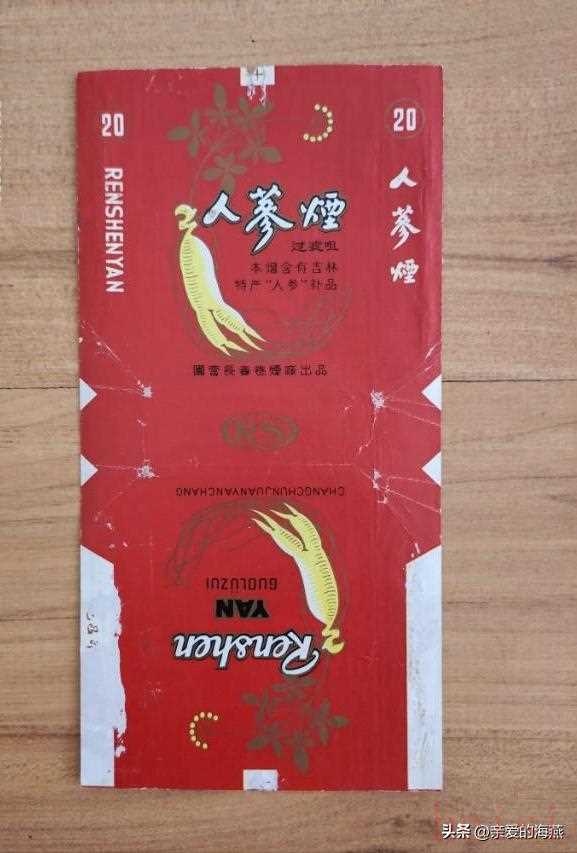 20
RENSHENYAN
人蔘煙
过滤咀
本烟含有吉林
特产"人参"补品
國营長春卷煙廠出品
20
人蔘煙
RS
CHANGCHUNJUANYANCHANG
Renshen
YAN
GUOLÜZUI
头条 @亲爱的海燕